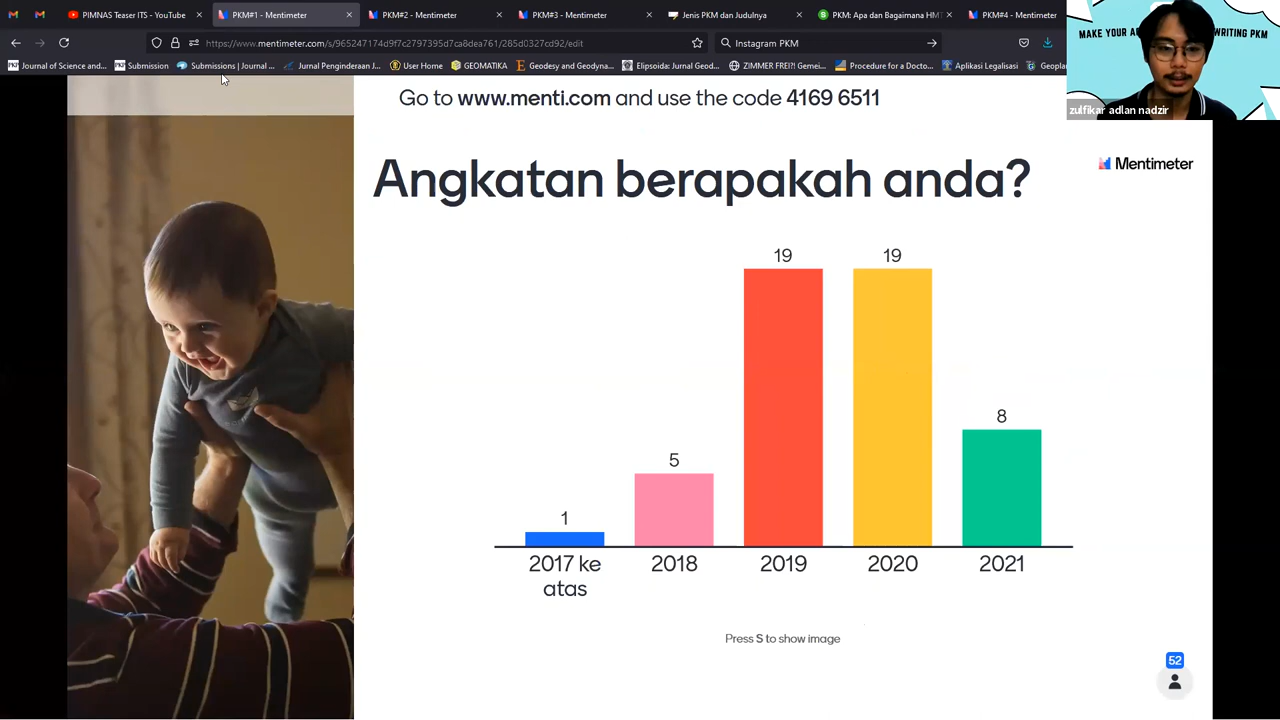 PIMNAS Teaser ITS - YouTube
PKM#1 - Mentimeter
PKM#2 - Mentimeter
PKM#3 - Mentimeter
Jenis PKM dan Judulnya
PKM: Apa dan Bagaimana HMT
PKM#4 - Mentimeter
https://www.mentimeter.com/s/965247174d9f7c2797395d7ca8dea761/285d0327cd92/edit
Instagram PKM
Journal of Science and...
Submission
Submissions | Journal ...
Jurnal Penginderaan J...
User Home
GEOMATIKA
Geodesy and Geodyna...
Elipsoida: Jurnal Geod...
ZIMMER FREI?! Gemei...
Procedure for a Docto...
Aplikasi Legalisasi
Geoplan
MAKE YOUR
WRITING PKM
zulfikar adlan nadzir
Go to www.menti.com and use the code 4169 6511
Mentimeter
Angkatan berapakah anda?
1
5
19
19
8
2017 ke
atas
2018
2019
2020
2021
Press S to show image
52